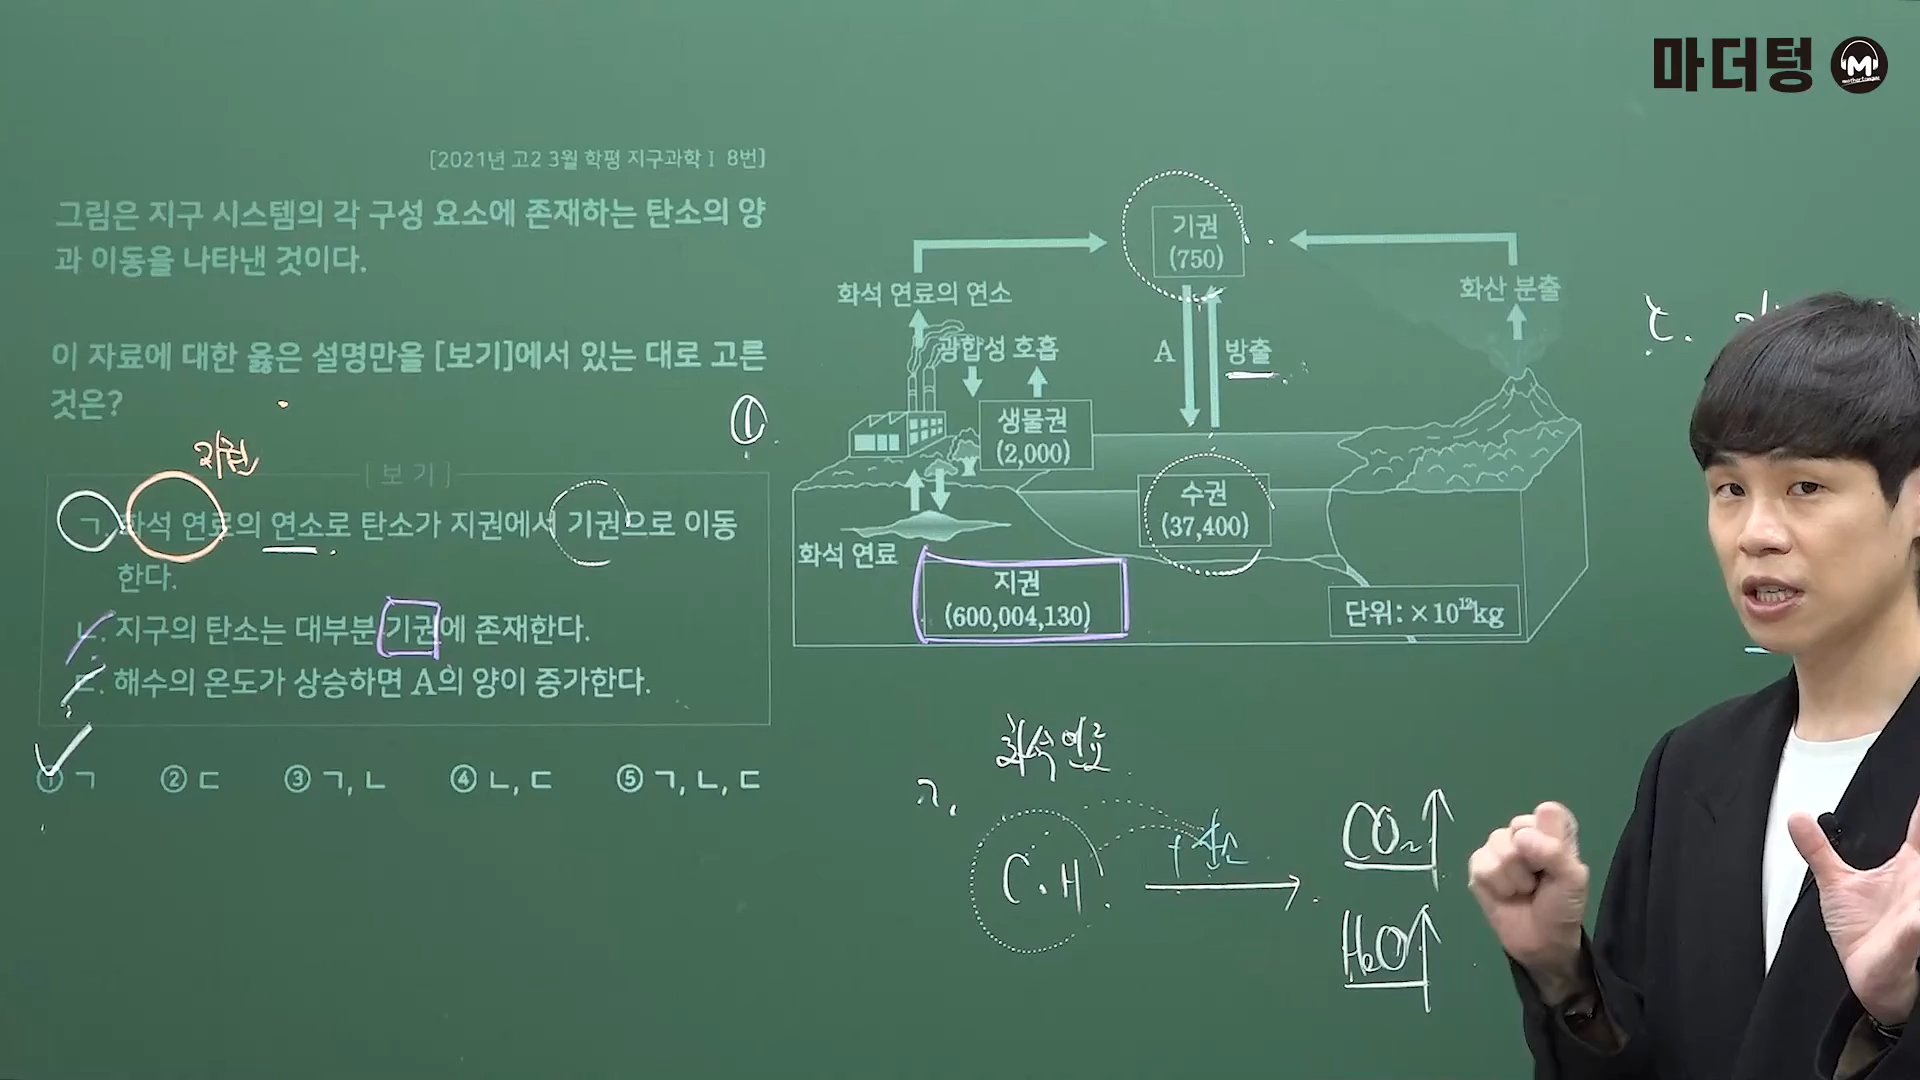 마더텅
M
[2021년 고2 3월 학평 지구과학Ⅰ 8번]
그림은 지구 시스템의 각 구성 요소에 존재하는 탄소의 양
과 이동을 나타낸 것이다.
이 자료에 대한 옳은 설명만을 [보기]에서 있는 대로 고른
것은?
①
지권
[보기]
ㄱ. 화석 연료의 연소로 탄소가 지권에서 기권으로 이동
한다.
ㄴ. 지구의 탄소는 대부분 기권에 존재한다.
ㄷ. 해수의 온도가 상승하면 A의 양이 증가한다.
① ㄱ ② ㄷ ③ ㄱ, ㄴ ④ ㄴ, ㄷ ⑤ ㄱ, ㄴ, ㄷ
기권
(750)
화석 연료의 연소
화산 분출
광합성 호흡
A
방출
생물권
(2,000)
수권
(37,400)
화석 연료
지권
(600,004,130)
단위: ×10¹²kg
ㄷ.
화석 연료
ㄱ.
C·H
+ 산소
CO₂↑
H₂O↑